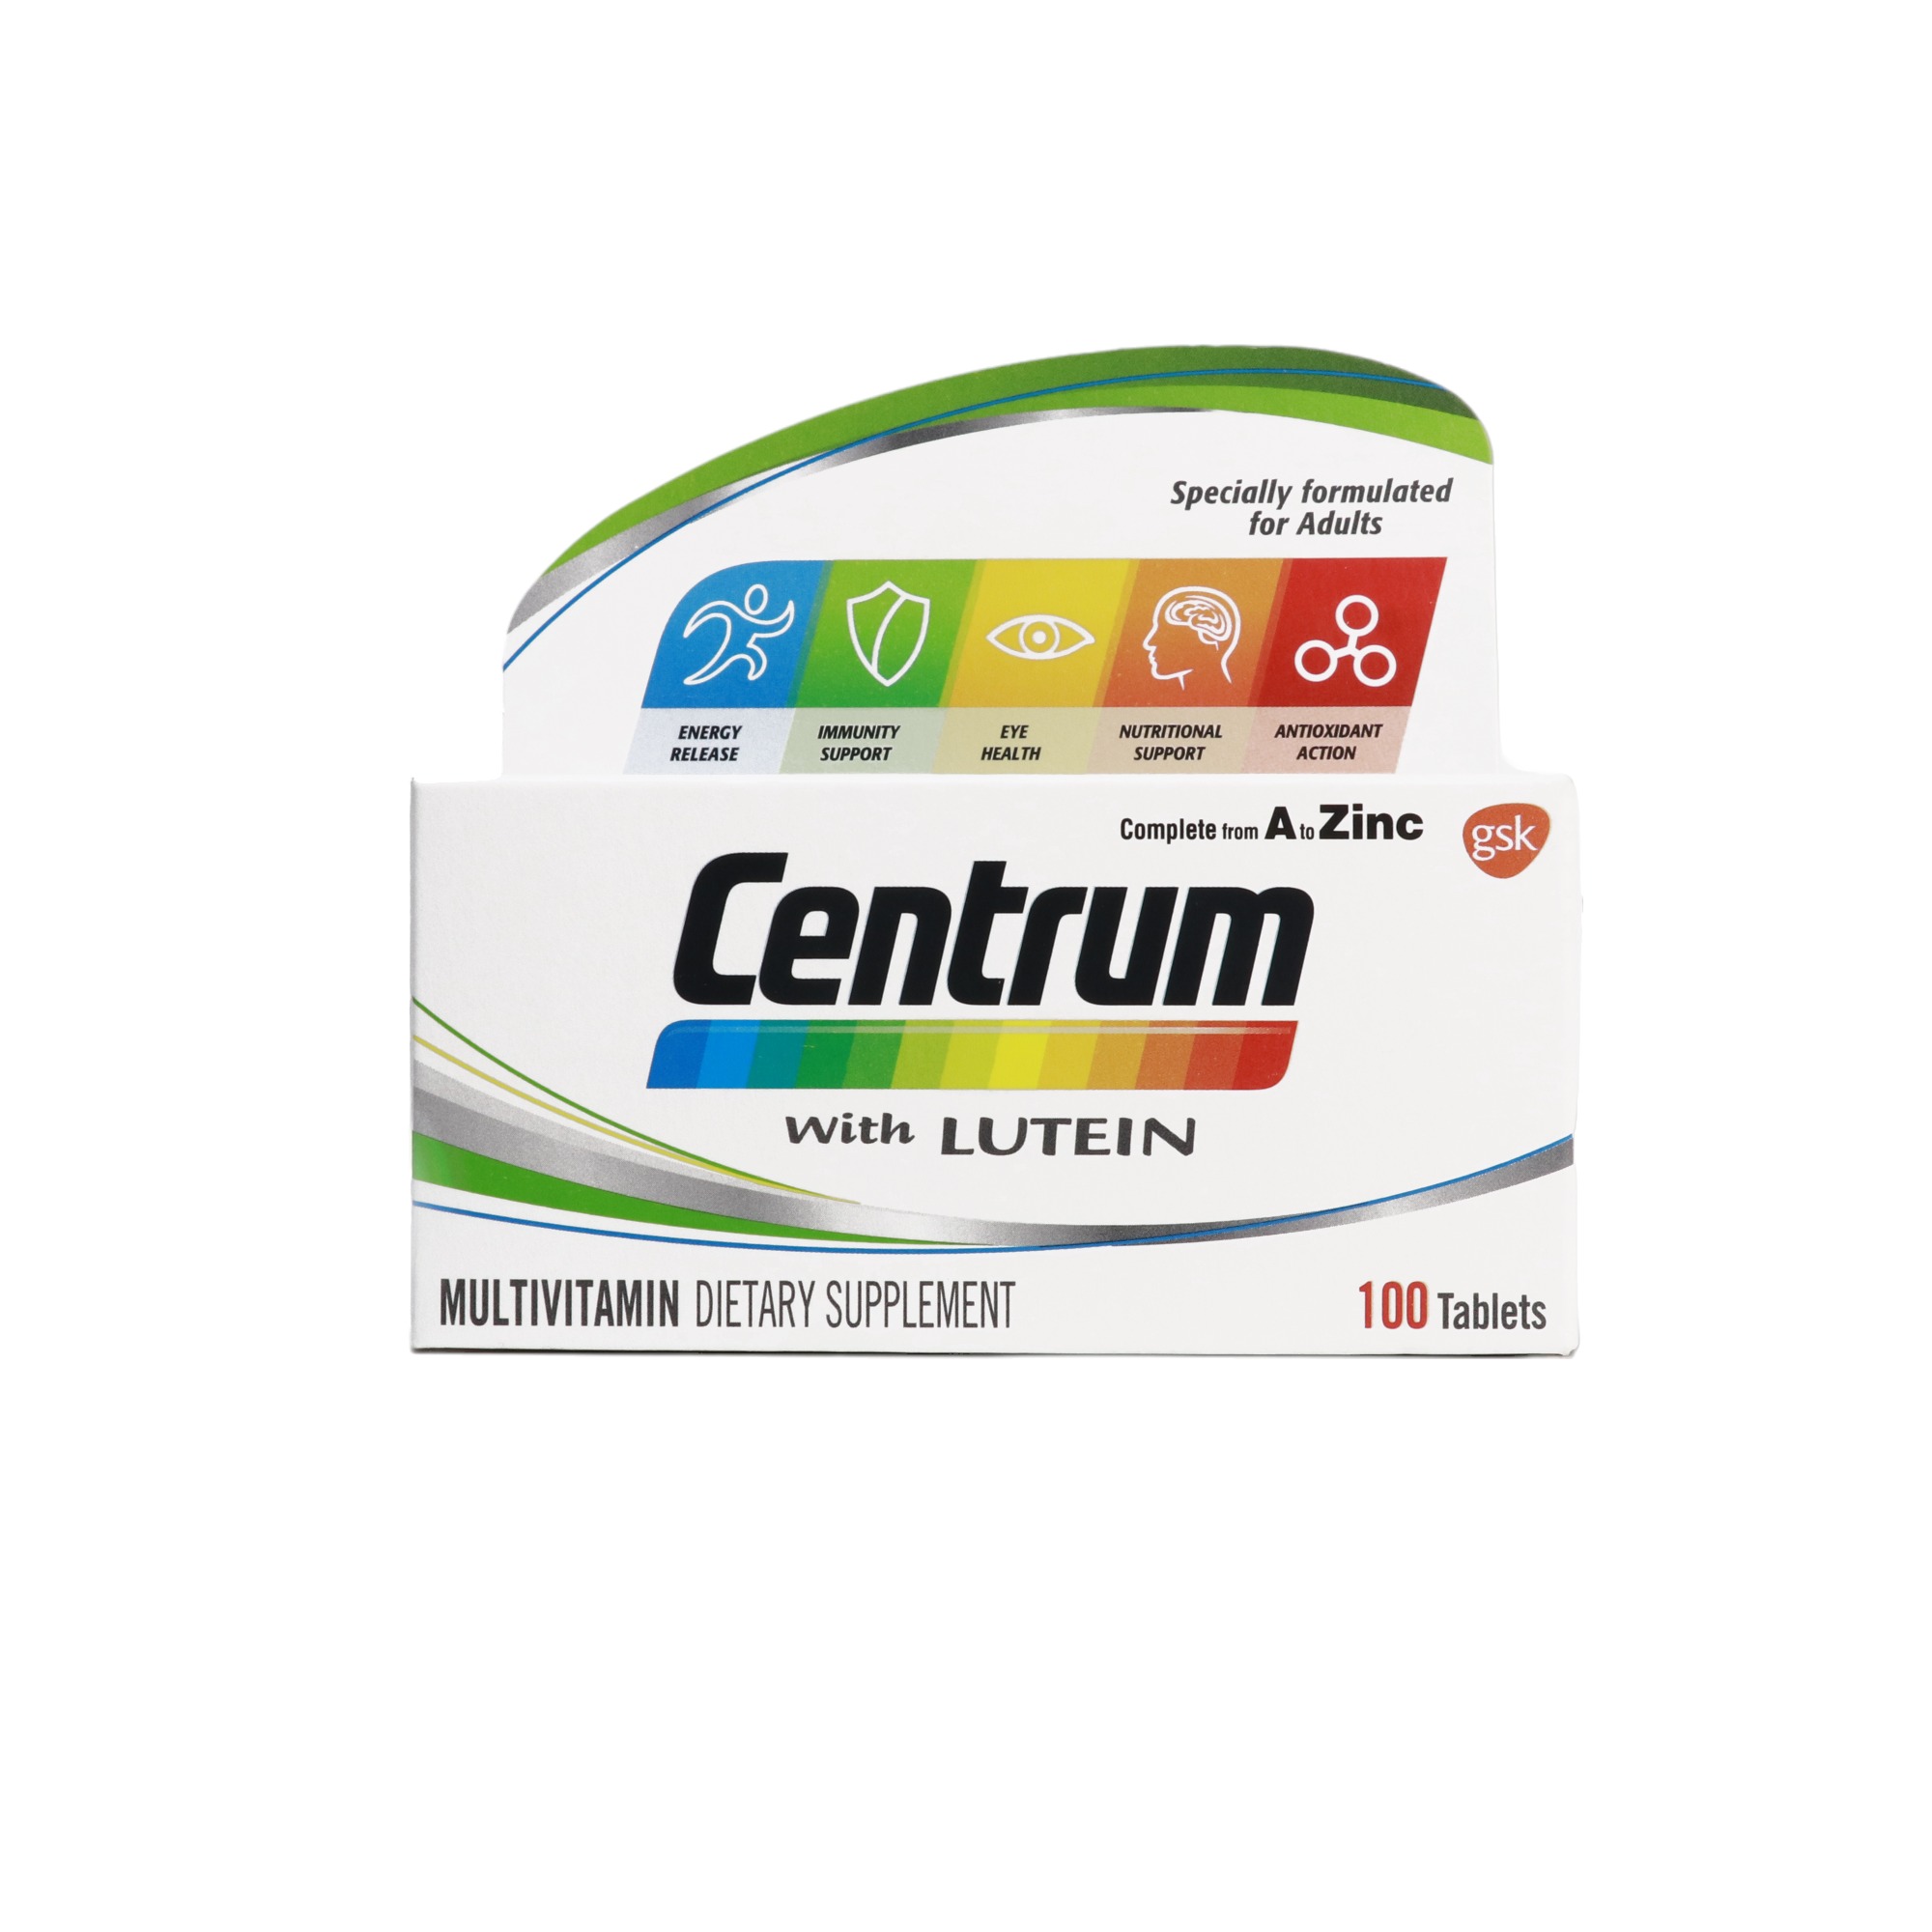 Specially formulated
for Adults
ENERGY
RELEASE
IMMUNITY
SUPPORT
EYE
HEALTH
NUTRITIONAL
SUPPORT
ANTIOXIDANT
ACTION
Complete from A to Zinc
gsk
Centrum
With LUTEIN
MULTIVITAMIN DIETARY SUPPLEMENT
100 Tablets